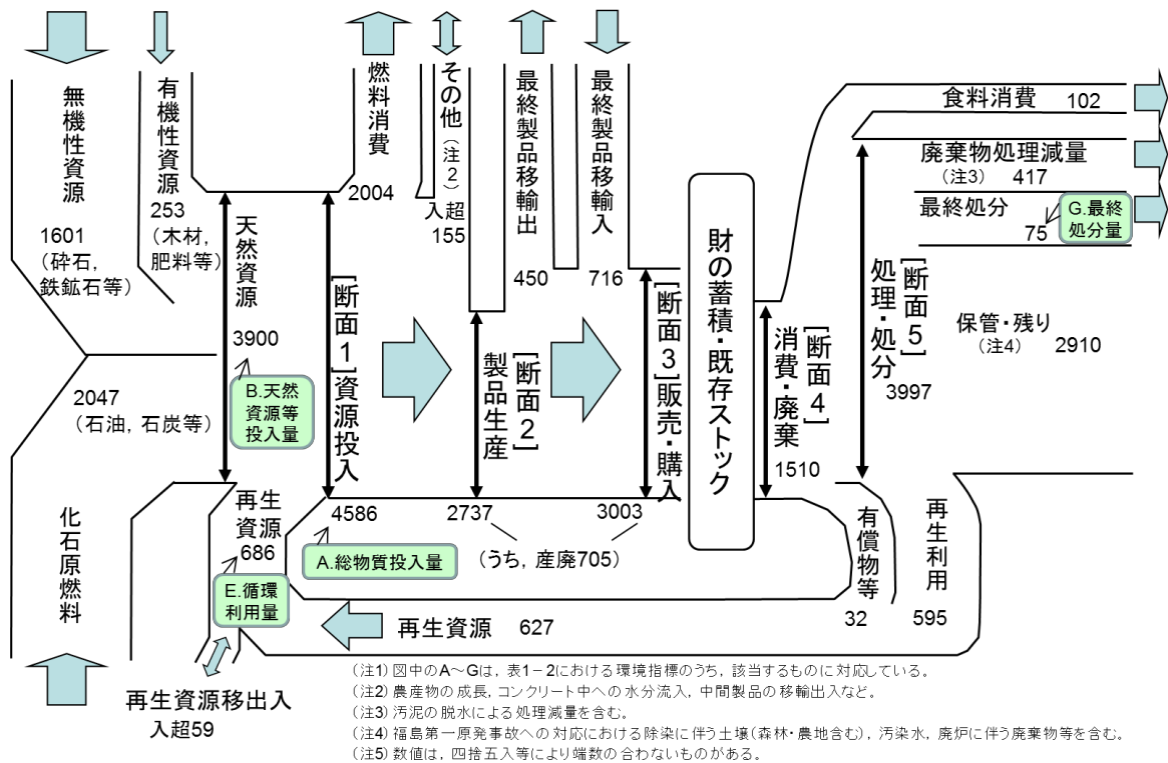 無機性資源
1601
(砕石,
鉄鉱石等)
有機性資源
253
(木材,
肥料等)
天然資源
3900
B.天然
資源等
投入量
2047
(石油, 石炭等)
化石原燃料
燃料消費
2004
その他(注2)
入超
155
最終製品移輸出
450
最終製品移輸入
716
[断面1]資源投入
4586
A.総物質投入量
[断面2]
製品生産
2737
[断面3]販売・購入
3003
(うち, 産廃705)
財の蓄積・既存ストック
[断面4]
消費・廃棄
1510
[断面5]
処理・処分
3997
食料消費 102
廃棄物処理減量
(注3) 417
最終処分
75
G.最終
処分量
保管・残り
(注4) 2910
再生
資源
686
E.循環
利用量
再生資源 627
有償物等
32
再生利用
595
再生資源移出入
入超59
(注1) 図中のA～Gは, 表1－2における環境指標のうち, 該当するものに対応している。
(注2) 農産物の成長, コンクリート中への水分流入, 中間製品の移輸出入など。
(注3) 汚泥の脱水による処理減量を含む。
(注4) 福島第一原発事故への対応における除染に伴う土壌(森林・農地含む), 汚染水, 廃炉に伴う廃棄物等を含む。
(注5) 数値は, 四捨五入等により端数の合わないものがある。